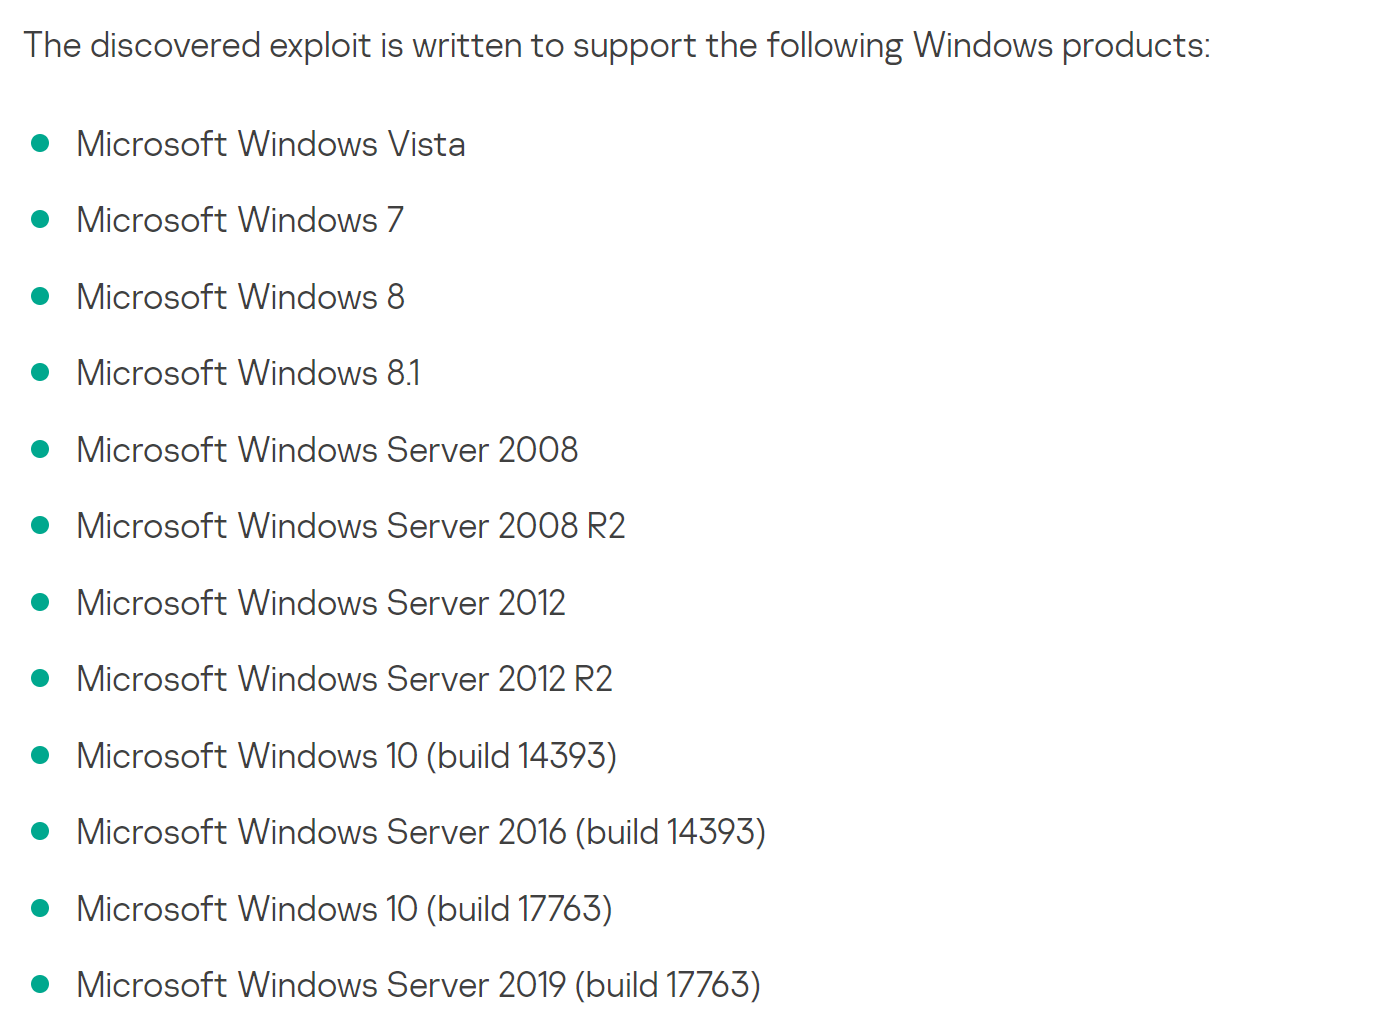 The discovered exploit is written to support the following Windows products:
Microsoft Windows Vista
Microsoft Windows 7
Microsoft Windows 8
Microsoft Windows 8.1
Microsoft Windows Server 2008
Microsoft Windows Server 2008 R2
Microsoft Windows Server 2012
Microsoft Windows Server 2012 R2
Microsoft Windows 10 (build 14393)
Microsoft Windows Server 2016 (build 14393)
Microsoft Windows 10 (build 17763)
Microsoft Windows Server 2019 (build 17763)